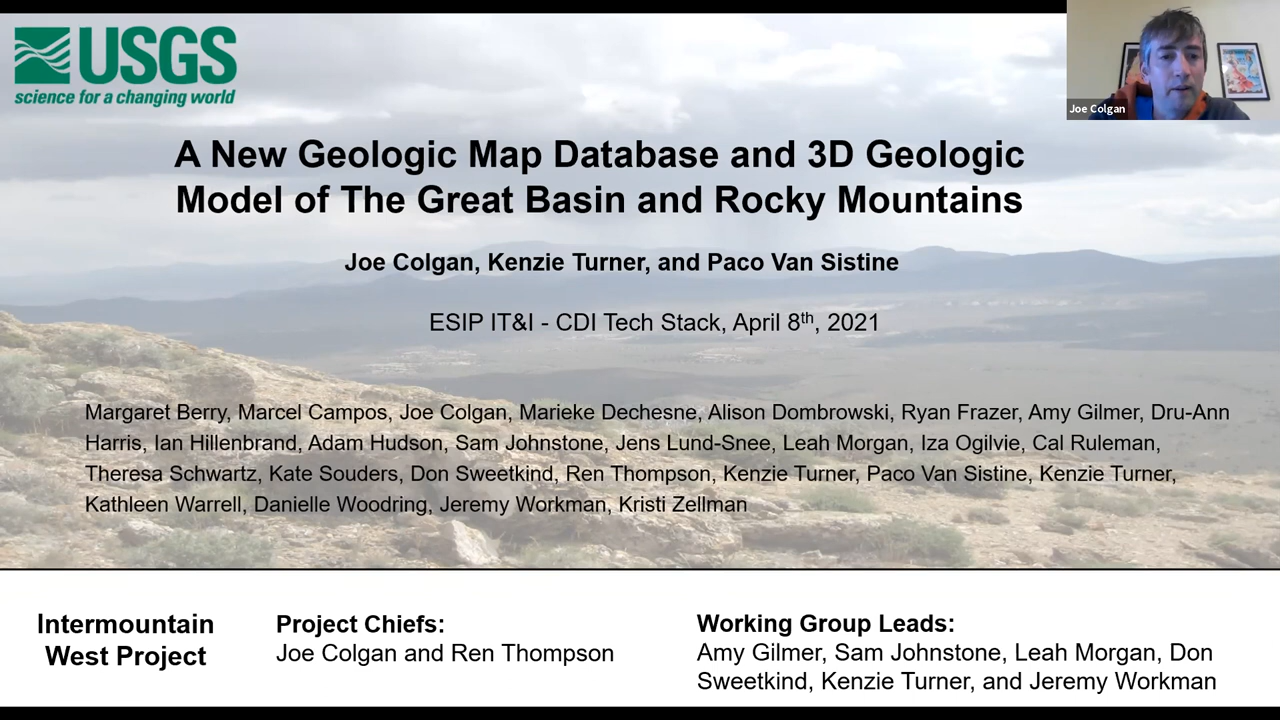 USGS
science for a changing world
Joe Colgan
A New Geologic Map Database and 3D Geologic
Model of The Great Basin and Rocky Mountains
Joe Colgan, Kenzie Turner, and Paco Van Sistine
ESIP IT&I - CDI Tech Stack, April 8th, 2021
Margaret Berry, Marcel Campos, Joe Colgan, Marieke Dechesne, Alison Dombrowski, Ryan Frazer, Amy Gilmer, Dru-Ann
Harris, Ian Hillenbrand, Adam Hudson, Sam Johnstone, Jens Lund-Snee, Leah Morgan, Iza Ogilvie, Cal Ruleman,
Theresa Schwartz, Kate Souders, Don Sweetkind, Ren Thompson, Kenzie Turner, Paco Van Sistine, Kenzie Turner,
Kathleen Warrell, Danielle Woodring, Jeremy Workman, Kristi Zellman
Intermountain
West Project
Project Chiefs:
Joe Colgan and Ren Thompson
Working Group Leads:
Amy Gilmer, Sam Johnstone, Leah Morgan, Don
Sweetkind, Kenzie Turner, and Jeremy Workman